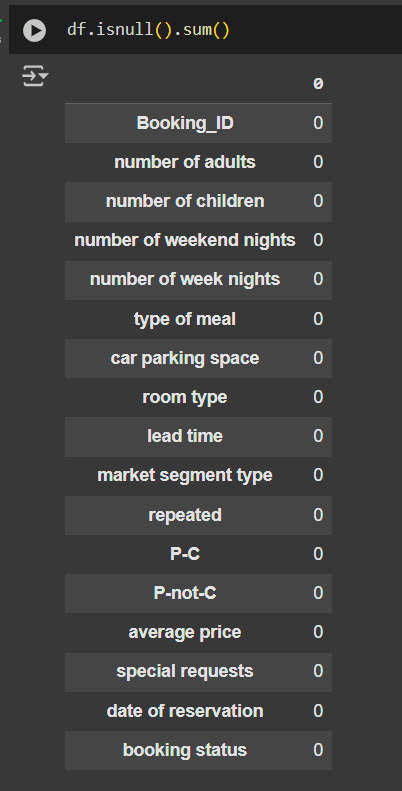 df.isnull().sum()
0
Booking_ID 0
number of adults 0
number of children 0
number of weekend nights 0
number of week nights 0
type of meal 0
car parking space 0
room type 0
lead time 0
market segment type 0
repeated 0
P-C 0
P-not-C 0
average price 0
special requests 0
date of reservation 0
booking status 0